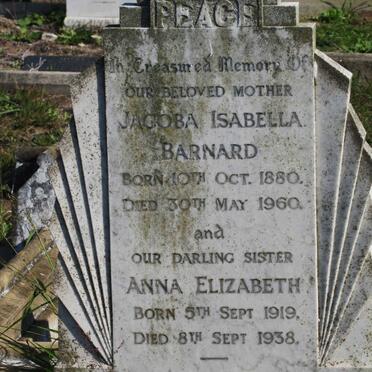 PEACE
In Treasured Memory Of
OUR BELOVED MOTHER
JACOBA ISABELLA
BARNARD
BORN 10TH OCT. 1880.
DIED 30TH MAY 1960.
and
OUR DARLING SISTER
ANNA ELIZABETH
BORN 5TH SEPT 1919.
DIED 8TH SEPT 1938.